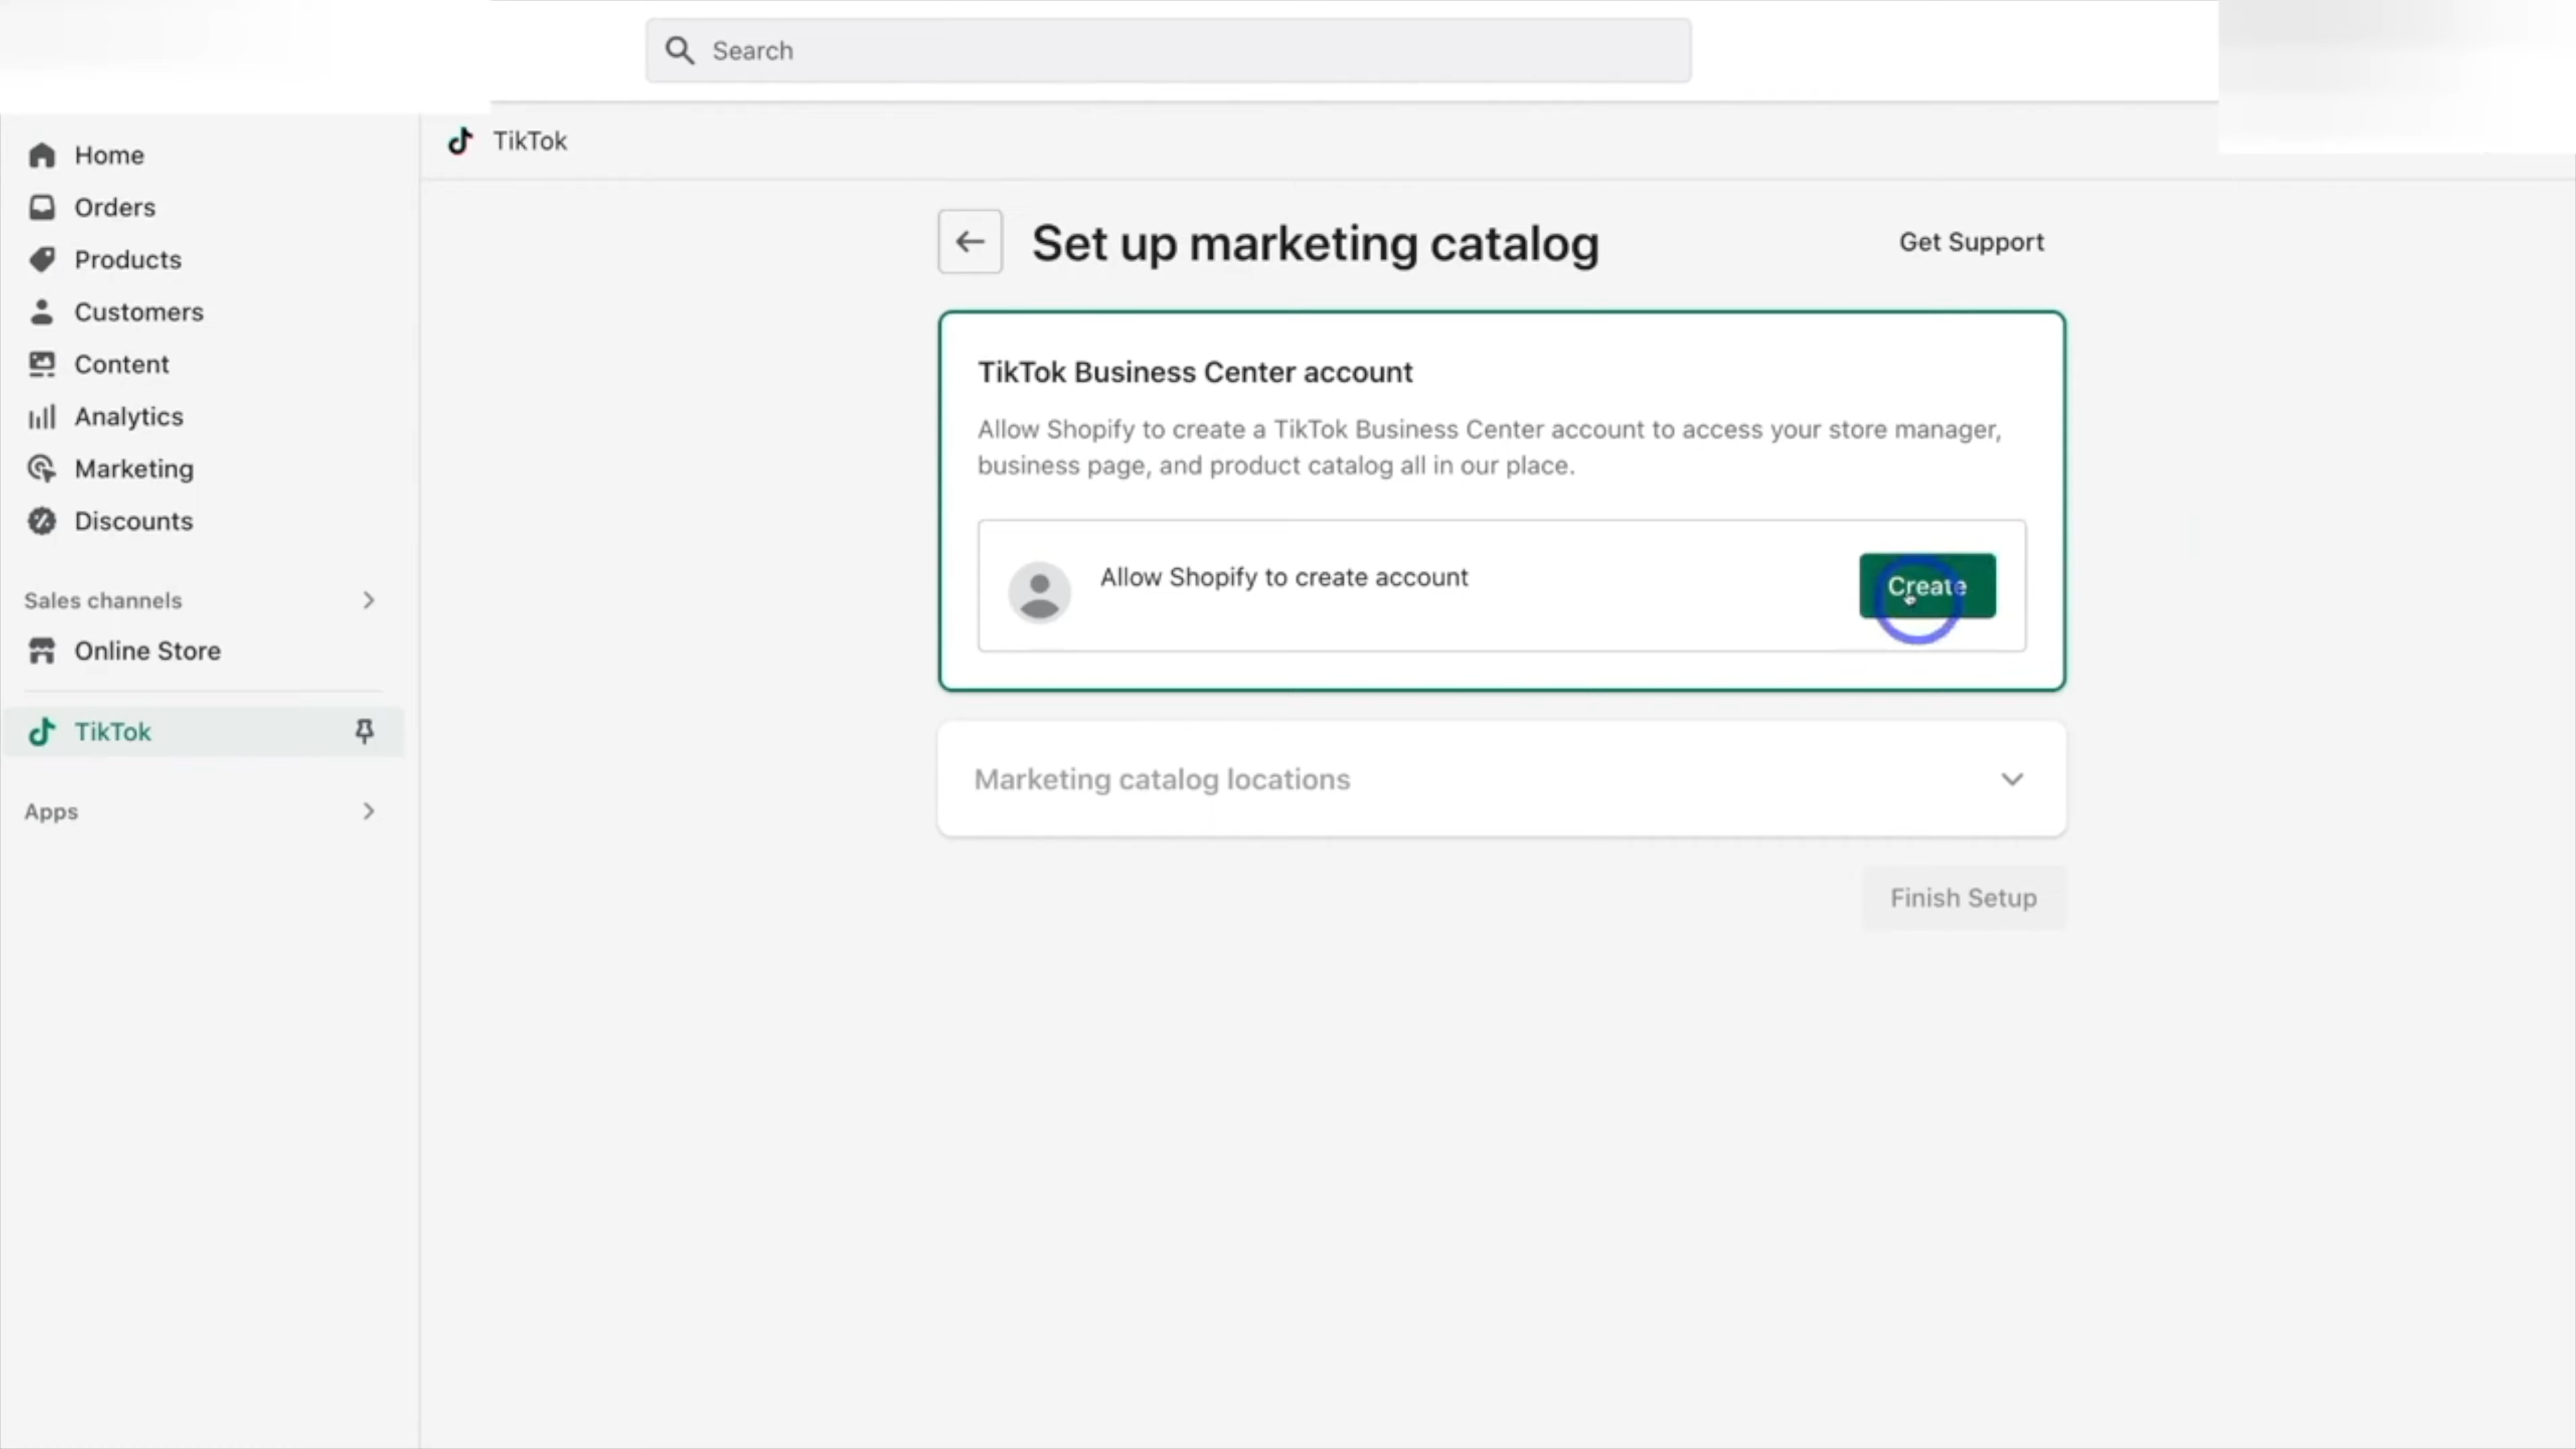 Search
TikTok
Home
Orders
Products
Customers
Content
Analytics
Marketing
Discounts
Sales channels
Online Store
TikTok
Apps
Set up marketing catalog
Get Support
TikTok Business Center account
Allow Shopify to create a TikTok Business Center account to access your store manager,
business page, and product catalog all in our place.
Allow Shopify to create account
Create
Marketing catalog locations
Finish Setup